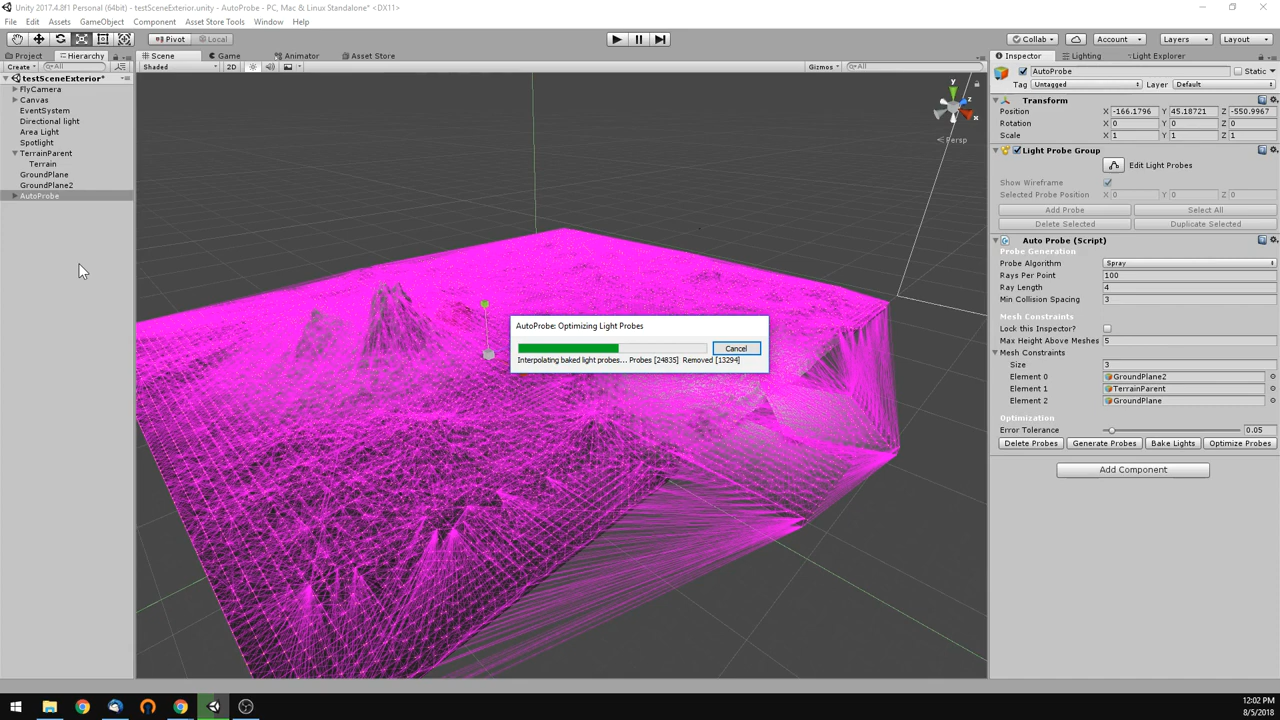 Unity 2017.4.8f1 Personal (64bit) - testSceneExterior.unity - AutoProbe - PC, Mac & Linux Standalone* <DX11>
File Edit Assets GameObject Component Asset Store Tools Window Help
Pivot Local Collab Account Layers Layout
Project Hierarchy Scene Game Animator Asset Store Inspector Lighting Light Explorer
Create All Shaded 2D Gizmos All
testSceneExterior*
FlyCamera
Canvas
EventSystem
Directional light
Area Light
Spotlight
TerrainParent
Terrain
GroundPlane
GroundPlane2
AutoProbe
y
z
x
Persp
AutoProbe: Optimizing Light Probes
Cancel
Interpolating baked light probes... Probes [24835] Removed [13294]
AutoProbe Static
Tag Untagged Layer Default
Transform
Position X -166.1796 Y 45.18721 Z -550.9967
Rotation X 0 Y 0 Z 0
Scale X 1 Y 1 Z 1
Light Probe Group
Edit Light Probes
Show Wireframe
Selected Probe Position X 0 Y 0 Z 0
Add Probe Select All
Delete Selected Duplicate Selected
Auto Probe (Script)
Probe Generation
Probe Algorithm Spray
Rays Per Point 100
Ray Length 4
Min Collision Spacing 3
Mesh Constraints
Lock this Inspector?
Max Height Above Meshes 5
Mesh Constraints
Size 3
Element 0 GroundPlane2
Element 1 TerrainParent
Element 2 GroundPlane
Optimization
Error Tolerance 0.05
Delete Probes Generate Probes Bake Lights Optimize Probes
Add Component
12:02 PM
8/5/2018